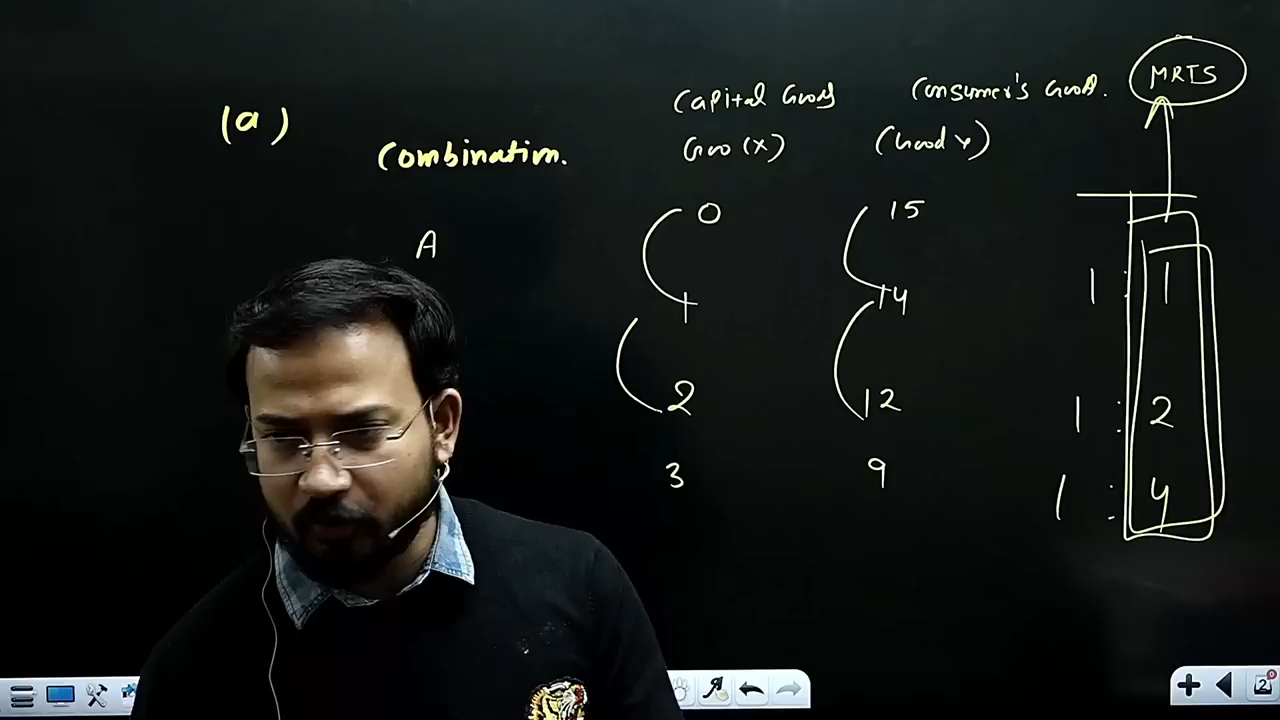 MRTS
Capital Goods Consumer's Good.
(a) Combination. Goo (X) (Good Y)
A 0 15
1 14 1 : 1
2 12 1 : 2
3 9 1 : 4
2